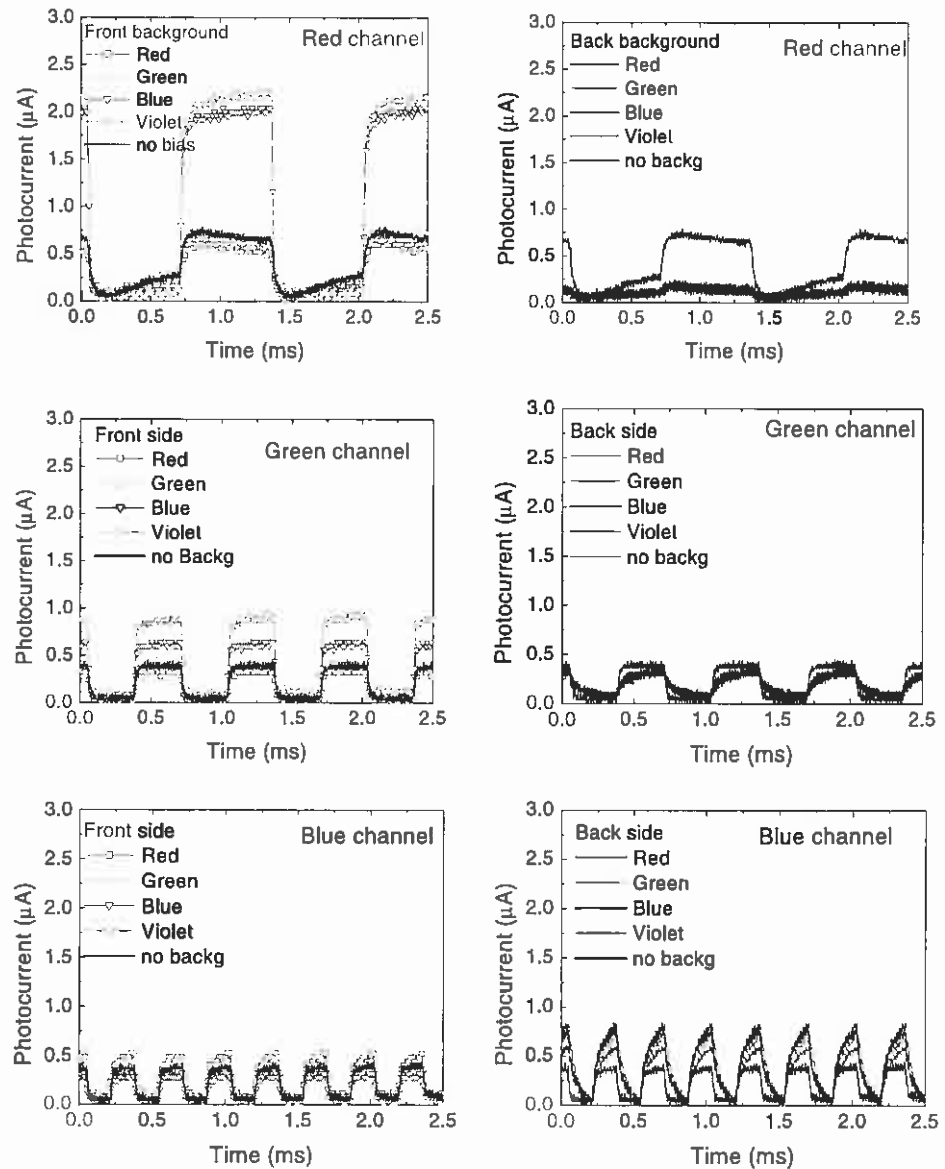 Front background
Red channel
Red
Green
Blue
Violet
no bias
Photocurrent (µA)
3.0
2.5
2.0
1.5
1.0
0.5
0.0
0.0 0.5 1.0 1.5 2.0 2.5
Time (ms)
Back background
Red channel
Red
Green
Blue
Violet
no backg
Photocurrent (µA)
3.0
2.5
2.0
1.5
1.0
0.5
0.0
0.0 0.5 1.0 1.5 2.0 2.5
Time (ms)
Front side
Green channel
Red
Green
Blue
Violet
no Backg
Photocurrent (µA)
3.0
2.5
2.0
1.5
1.0
0.5
0.0
0.0 0.5 1.0 1.5 2.0 2.5
Time (ms)
Back side
Green channel
Red
Green
Blue
Violet
no backg
Photocurrent (µA)
3.0
2.5
2.0
1.5
1.0
0.5
0.0
0.0 0.5 1.0 1.5 2.0 2.5
Time (ms)
Front side
Blue channel
Red
Green
Blue
Violet
no backg
Photocurrent (µA)
3.0
2.5
2.0
1.5
1.0
0.5
0.0
0.0 0.5 1.0 1.5 2.0 2.5
Time (ms)
Back side
Blue channel
Red
Green
Blue
Violet
no backg
Photocurrent (µA)
3.0
2.5
2.0
1.5
1.0
0.5
0.0
0.0 0.5 1.0 1.5 2.0 2.5
Time (ms)